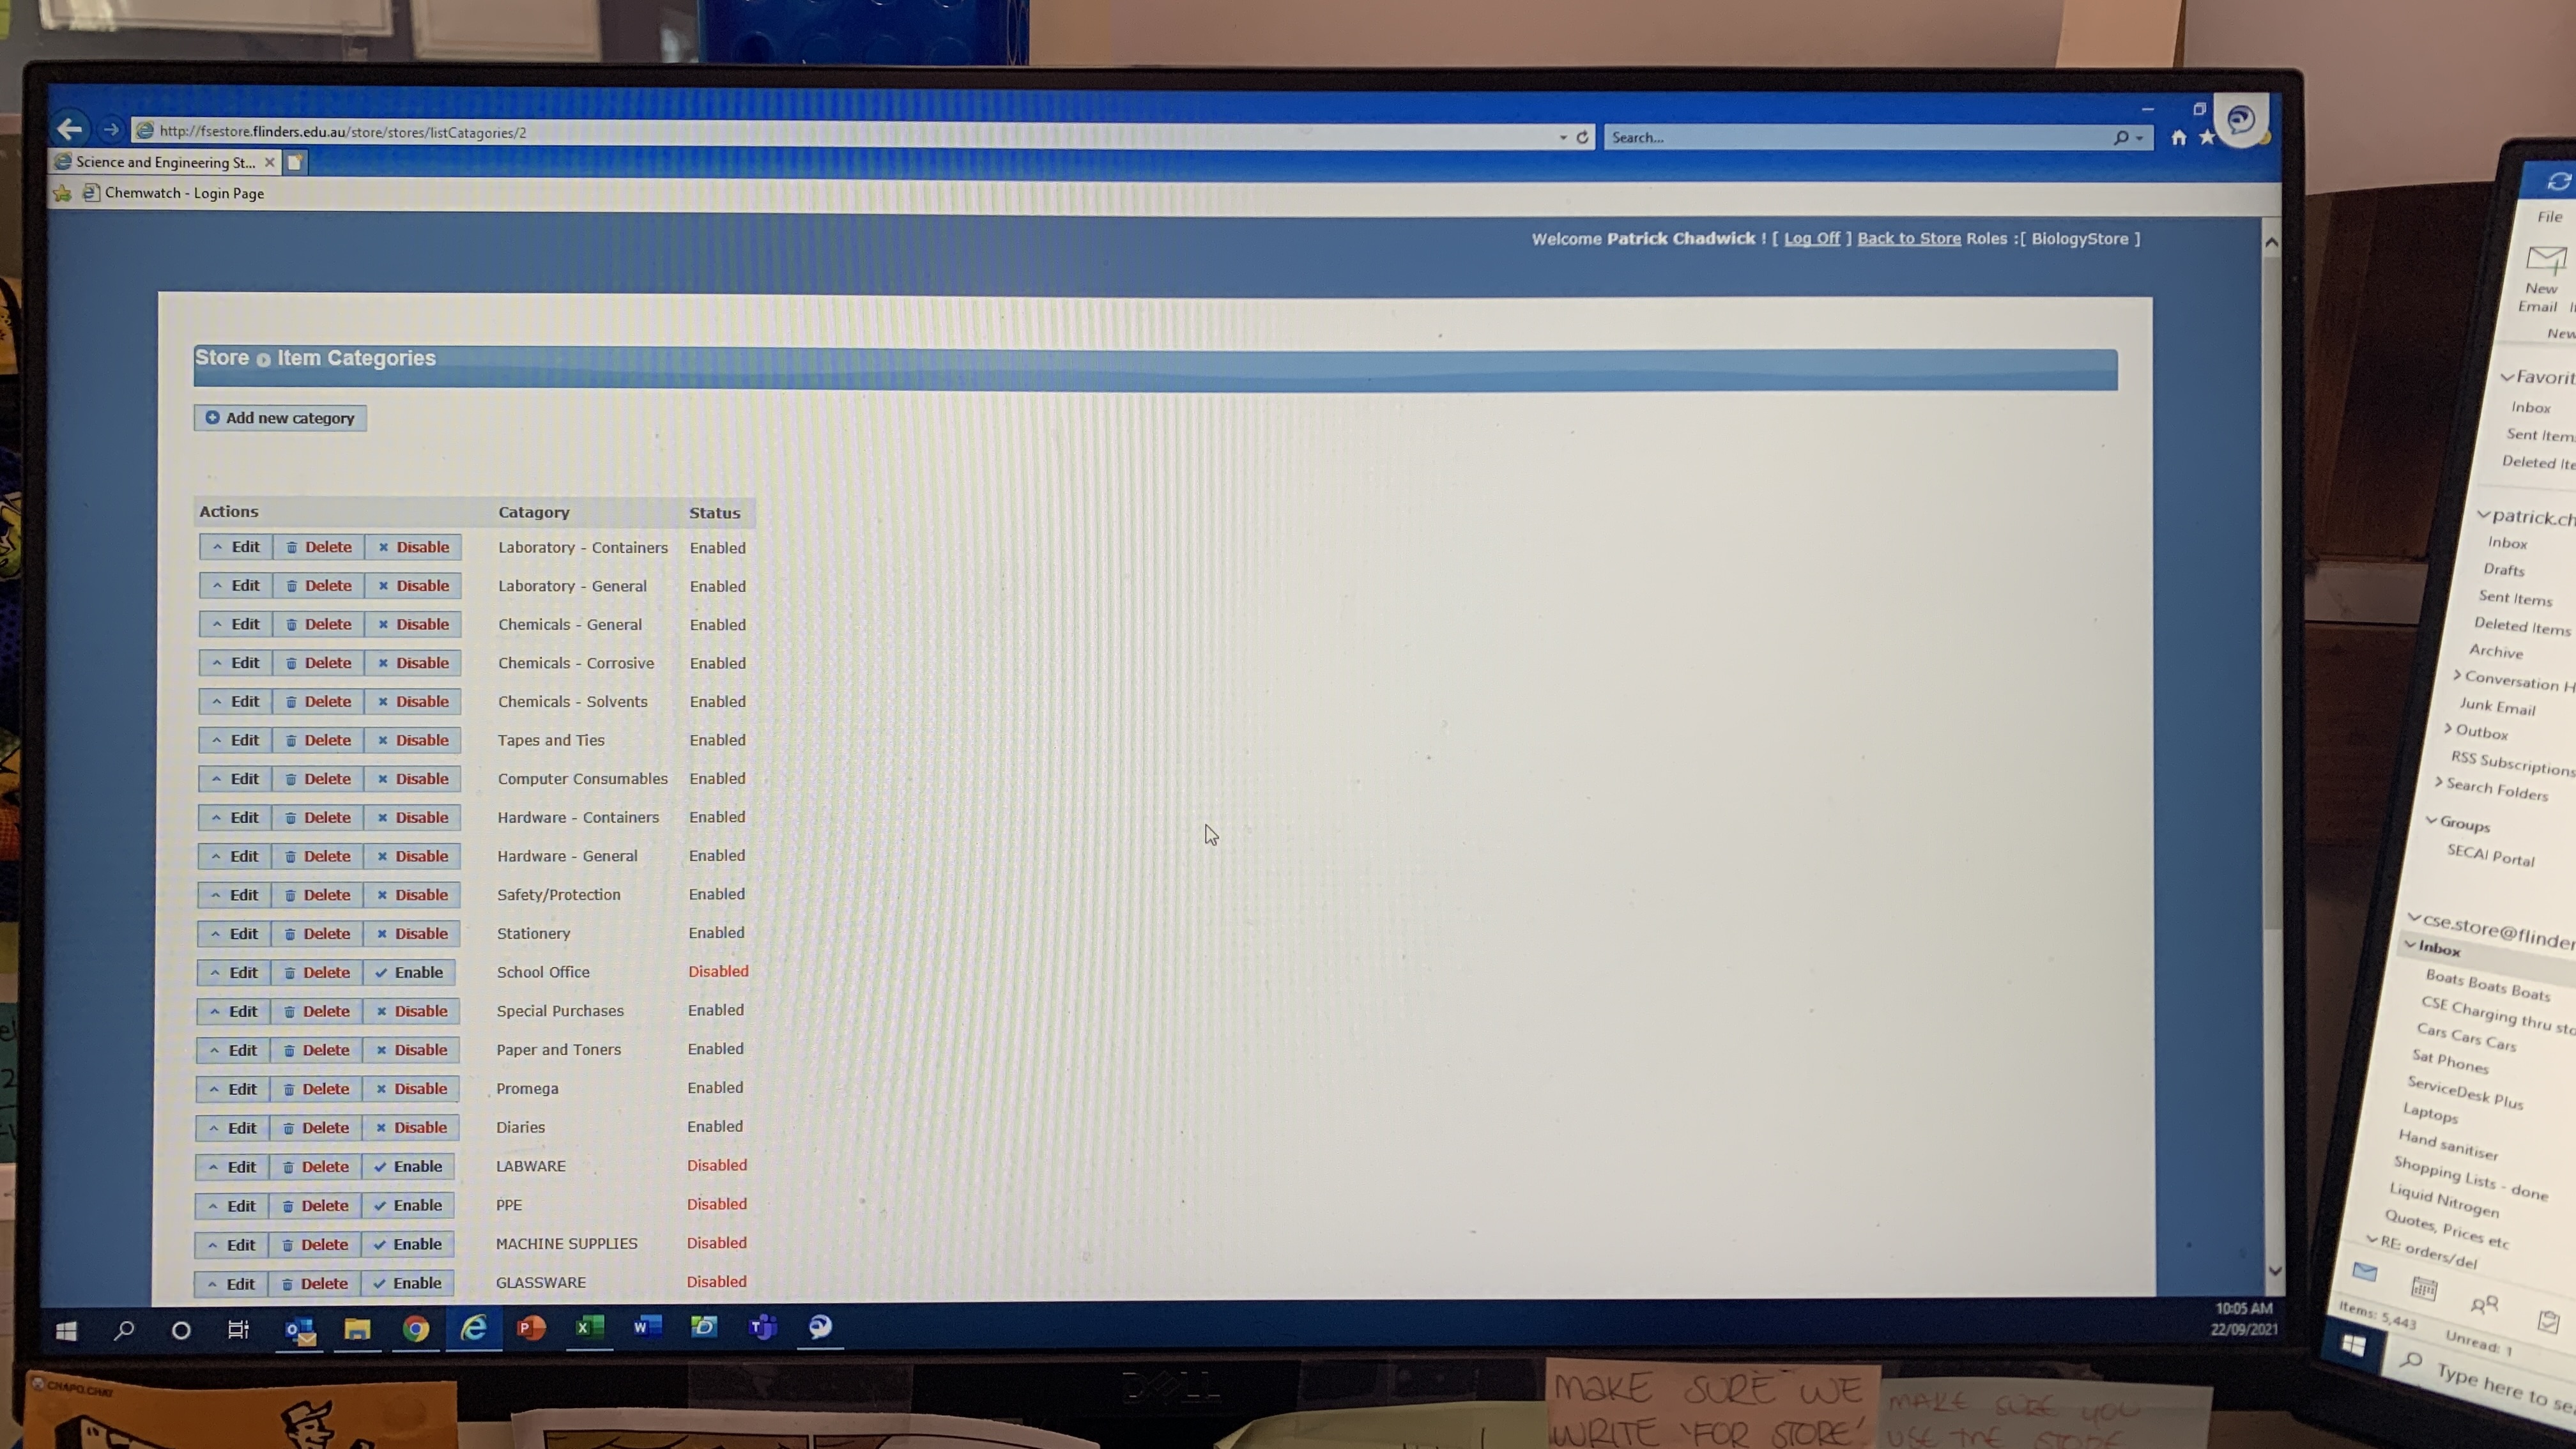 http://fsestore.flinders.edu.au/store/stores/listCatagories/2
Search...
Science and Engineering St...
Chemwatch - Login Page
Welcome Patrick Chadwick ! [ Log Off ] Back to Store Roles :[ BiologyStore ]
Store Item Categories
Add new category
Actions Catagory Status
Edit Delete Disable Laboratory - Containers Enabled
Edit Delete Disable Laboratory - General Enabled
Edit Delete Disable Chemicals - General Enabled
Edit Delete Disable Chemicals - Corrosive Enabled
Edit Delete Disable Chemicals - Solvents Enabled
Edit Delete Disable Tapes and Ties Enabled
Edit Delete Disable Computer Consumables Enabled
Edit Delete Disable Hardware - Containers Enabled
Edit Delete Disable Hardware - General Enabled
Edit Delete Disable Safety/Protection Enabled
Edit Delete Disable Stationery Enabled
Edit Delete Enable School Office Disabled
Edit Delete Disable Special Purchases Enabled
Edit Delete Disable Paper and Toners Enabled
Edit Delete Disable Promega Enabled
Edit Delete Disable Diaries Enabled
Edit Delete Enable LABWARE Disabled
Edit Delete Enable PPE Disabled
Edit Delete Enable MACHINE SUPPLIES Disabled
Edit Delete Enable GLASSWARE Disabled
10:05 AM
22/09/2021
DELL
CHAPO.CHAT
MAKE SURE WE
WRITE 'FOR STORE'
MAKE SURE YOU
USE THE STORE
File
New
Email
New
Favorit
Inbox
Sent Item
Deleted Ite
patrick.ch
Inbox
Drafts
Sent Items
Deleted Items
Archive
Conversation H
Junk Email
Outbox
RSS Subscriptions
Search Folders
Groups
SECAI Portal
cse.store@flinder
Inbox
Boats Boats Boats
CSE Charging thru sto
Cars Cars Cars
Sat Phones
ServiceDesk Plus
Laptops
Hand sanitiser
Shopping Lists - done
Liquid Nitrogen
Quotes, Prices etc
RE: orders/del
Items: 5,443 Unread: 1
Type here to se